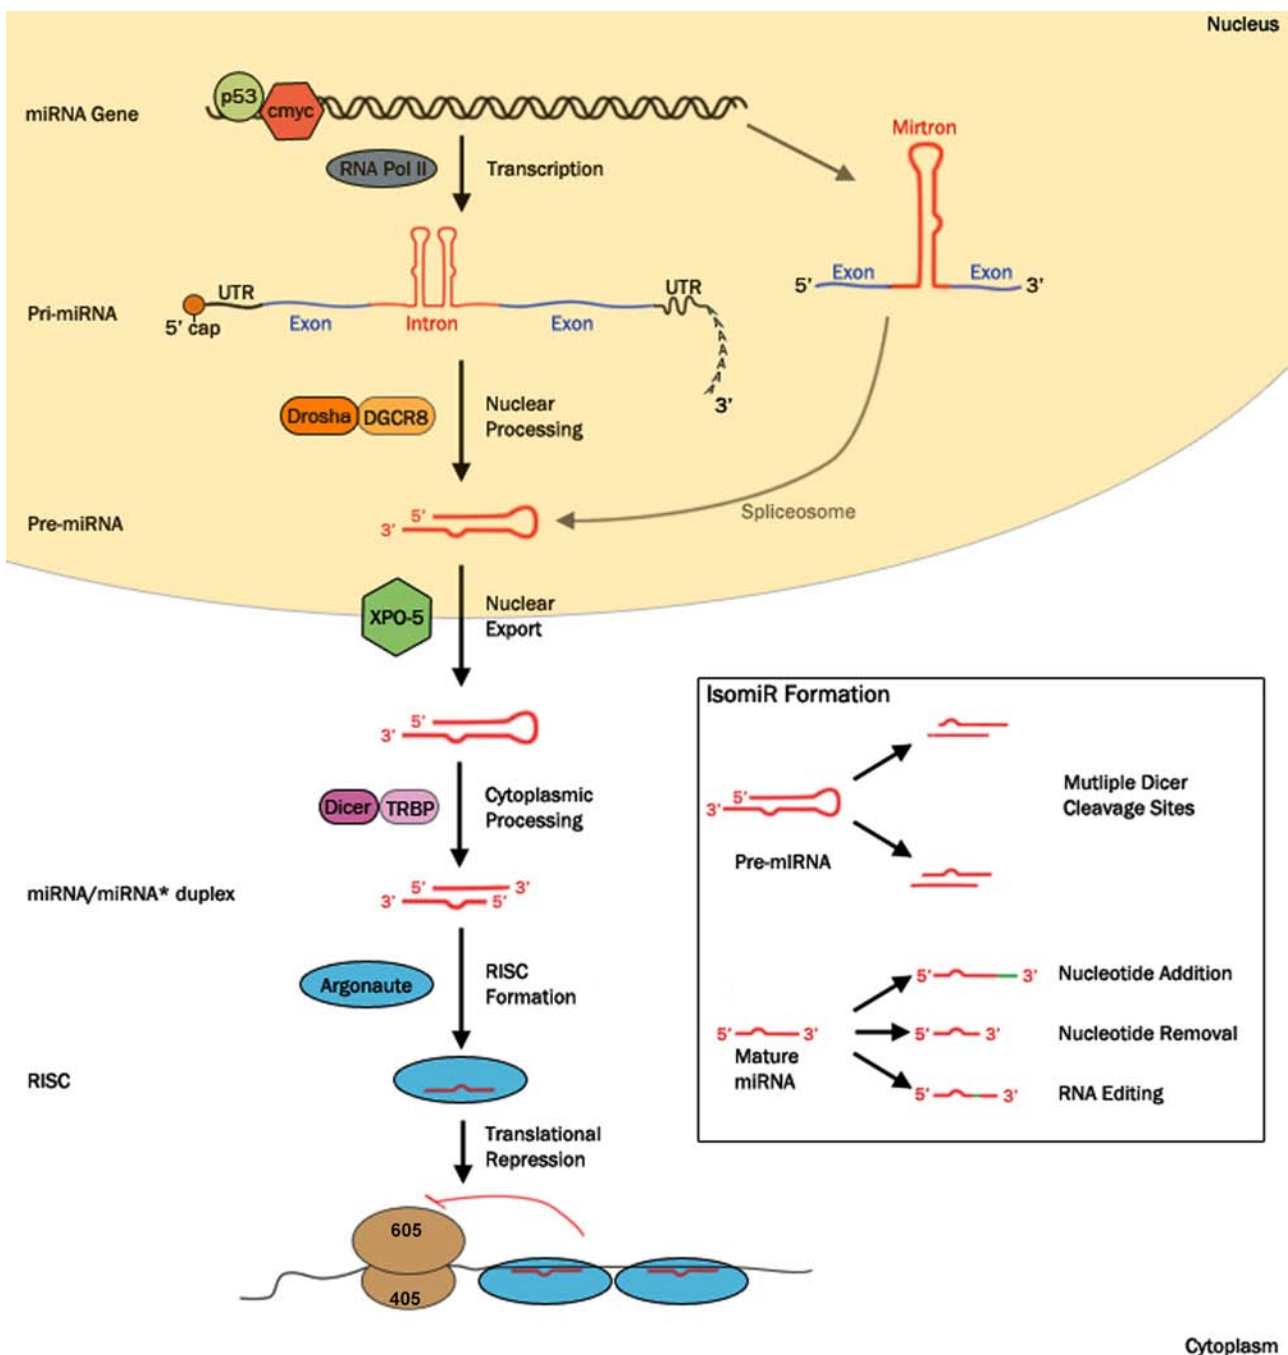 Nucleus
p53
cmyc
miRNA Gene
Mirtron
RNA Pol II
Transcription
5’ Exon Exon 3’
UTR
UTR
Pri-miRNA
5’ cap
Exon
Intron
Exon
A
A
A
A
A
3’
Drosha
DGCR8
Nuclear
Processing
5’
3’
Pre-miRNA
Spliceosome
XPO-5
Nuclear
Export
5’
3’
Dicer
TRBP
Cytoplasmic
Processing
miRNA/miRNA* duplex
5’ 3’
3’ 5’
Argonaute
RISC
Formation
RISC
Translational
Repression
605
405
IsomiR Formation
5’
3’
Pre-mIRNA
Mutliple Dicer
Cleavage Sites
5’ 3’
Mature
miRNA
5’ 3’ Nucleotide Addition
5’ 3’ Nucleotide Removal
5’ 3’ RNA Editing
Cytoplasm